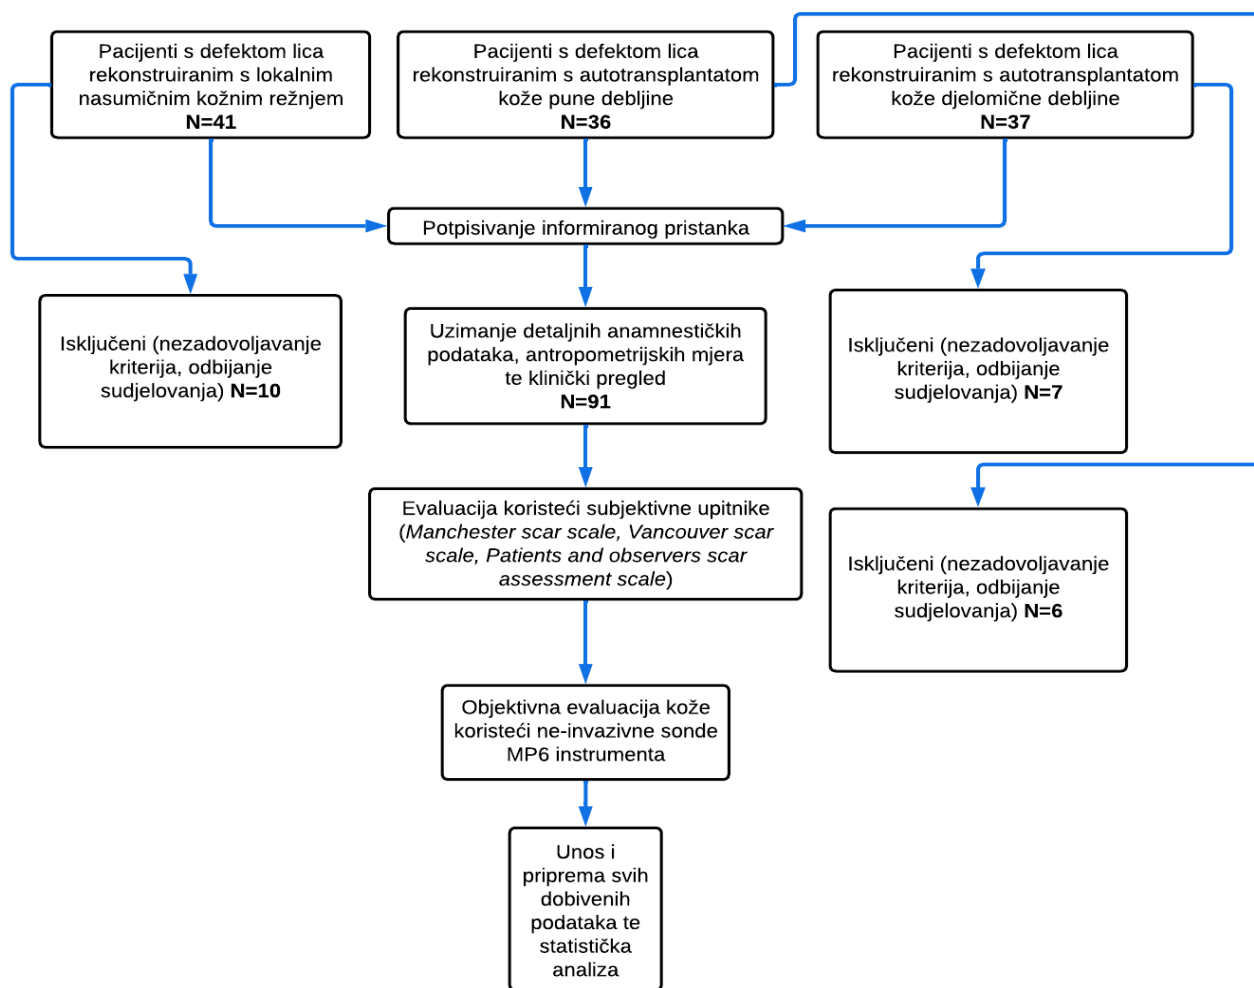 Pacijenti s defektom lica
rekonstruiranim s lokalnim
nasumičnim kožnim režnjem
N=41
Pacijenti s defektom lica
rekonstruiranim s autotransplantatom
kože pune debljine
N=36
Pacijenti s defektom lica
rekonstruiranim s autotransplantatom
kože djelomične debljine
N=37
Potpisivanje informiranog pristanka
Isključeni (nezadovoljavanje
kriterija, odbijanje
sudjelovanja) N=10
Uzimanje detaljnih anamnestičkih
podataka, antropometrijskih mjera
te klinički pregled
N=91
Isključeni (nezadovoljavanje
kriterija, odbijanje
sudjelovanja) N=7
Evaluacija koristeći subjektivne upitnike
(Manchester scar scale, Vancouver scar
scale, Patients and observers scar
assessment scale)
Isključeni (nezadovoljavanje
kriterija, odbijanje
sudjelovanja) N=6
Objektivna evaluacija kože
koristeći ne-invazivne sonde
MP6 instrumenta
Unos i
priprema svih
dobivenih
podataka te
statistička
analiza